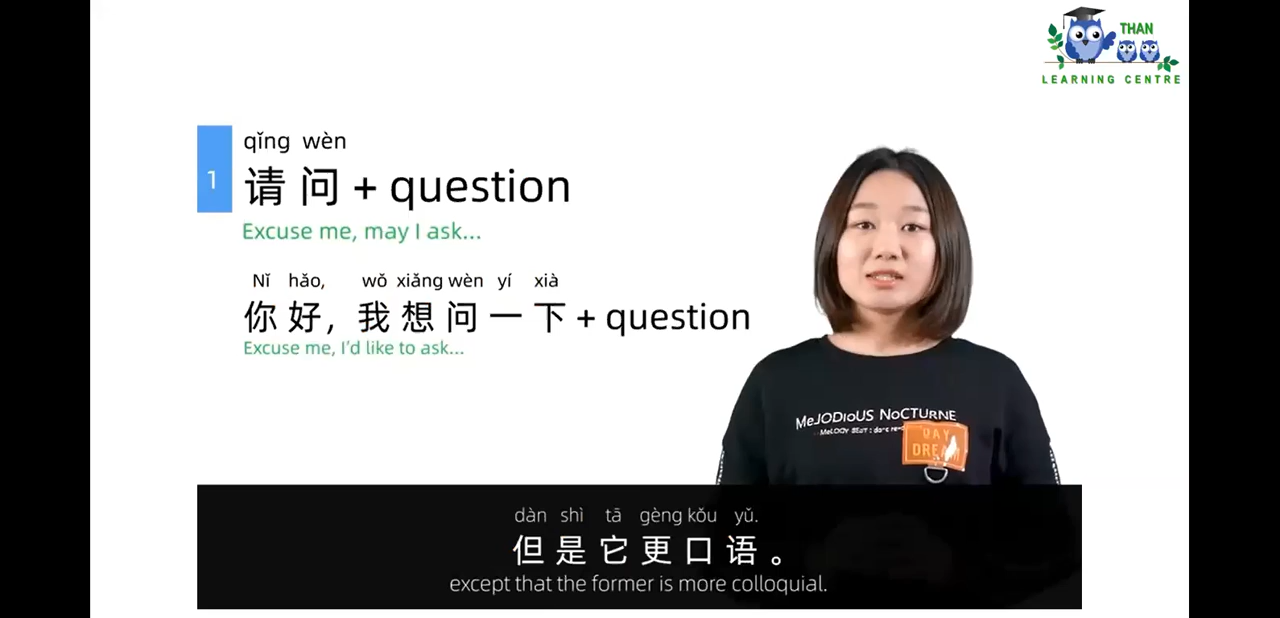 THAN
LEARNING CENTRE
1
qǐng wèn
请问 + question
Excuse me, may I ask...
Nǐ hǎo, wǒ xiǎng wèn yí xià
你好，我想问一下 + question
Excuse me, I'd like to ask...
MeJODIoUS NoCTURNE
DAY
DREAM
dàn shì tā gèng kǒu yǔ.
但是它更口语。
except that the former is more colloquial.